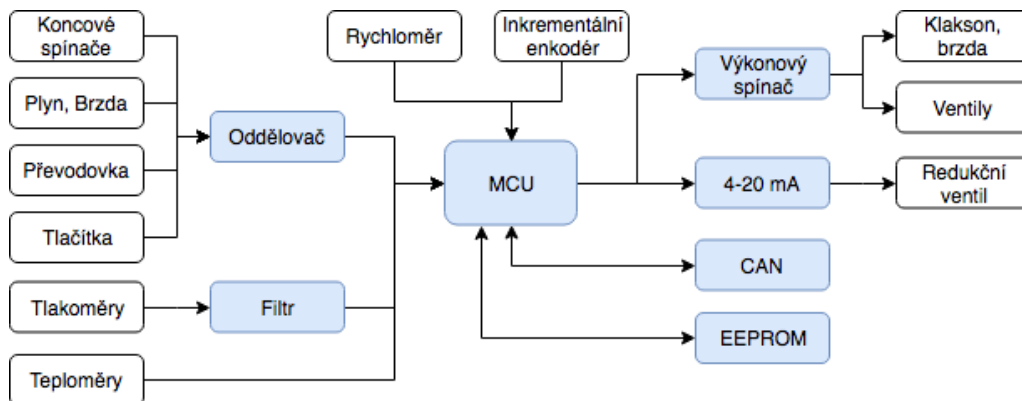 Koncové
spínače
Plyn, Brzda
Převodovka
Tlačítka
Tlakoměry
Teploměry
Oddělovač
Filtr
Rychloměr
Inkrementální
enkodér
MCU
Výkonový
spínač
4-20 mA
CAN
EEPROM
Klakson,
brzda
Ventily
Redukční
ventil